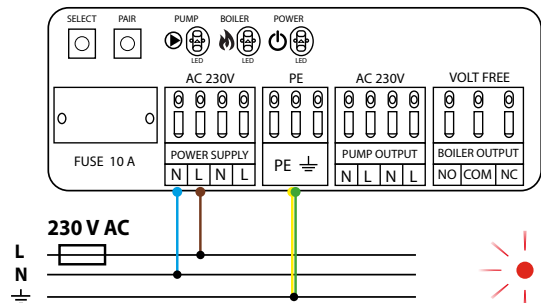 SELECT PAIR PUMP BOILER POWER
LED LED LED
AC 230V PE AC 230V VOLT FREE
FUSE 10 A
POWER SUPPLY PE PUMP OUTPUT BOILER OUTPUT
N L N L N L N L NO COM NC
230 V AC
L
N